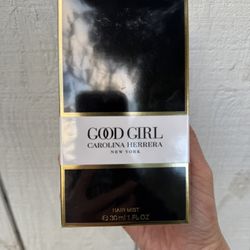 GOOD GIRL
CAROLINA HERRERA
NEW YORK
HAIR MIST
℮ 30 ml 1 FL.OZ